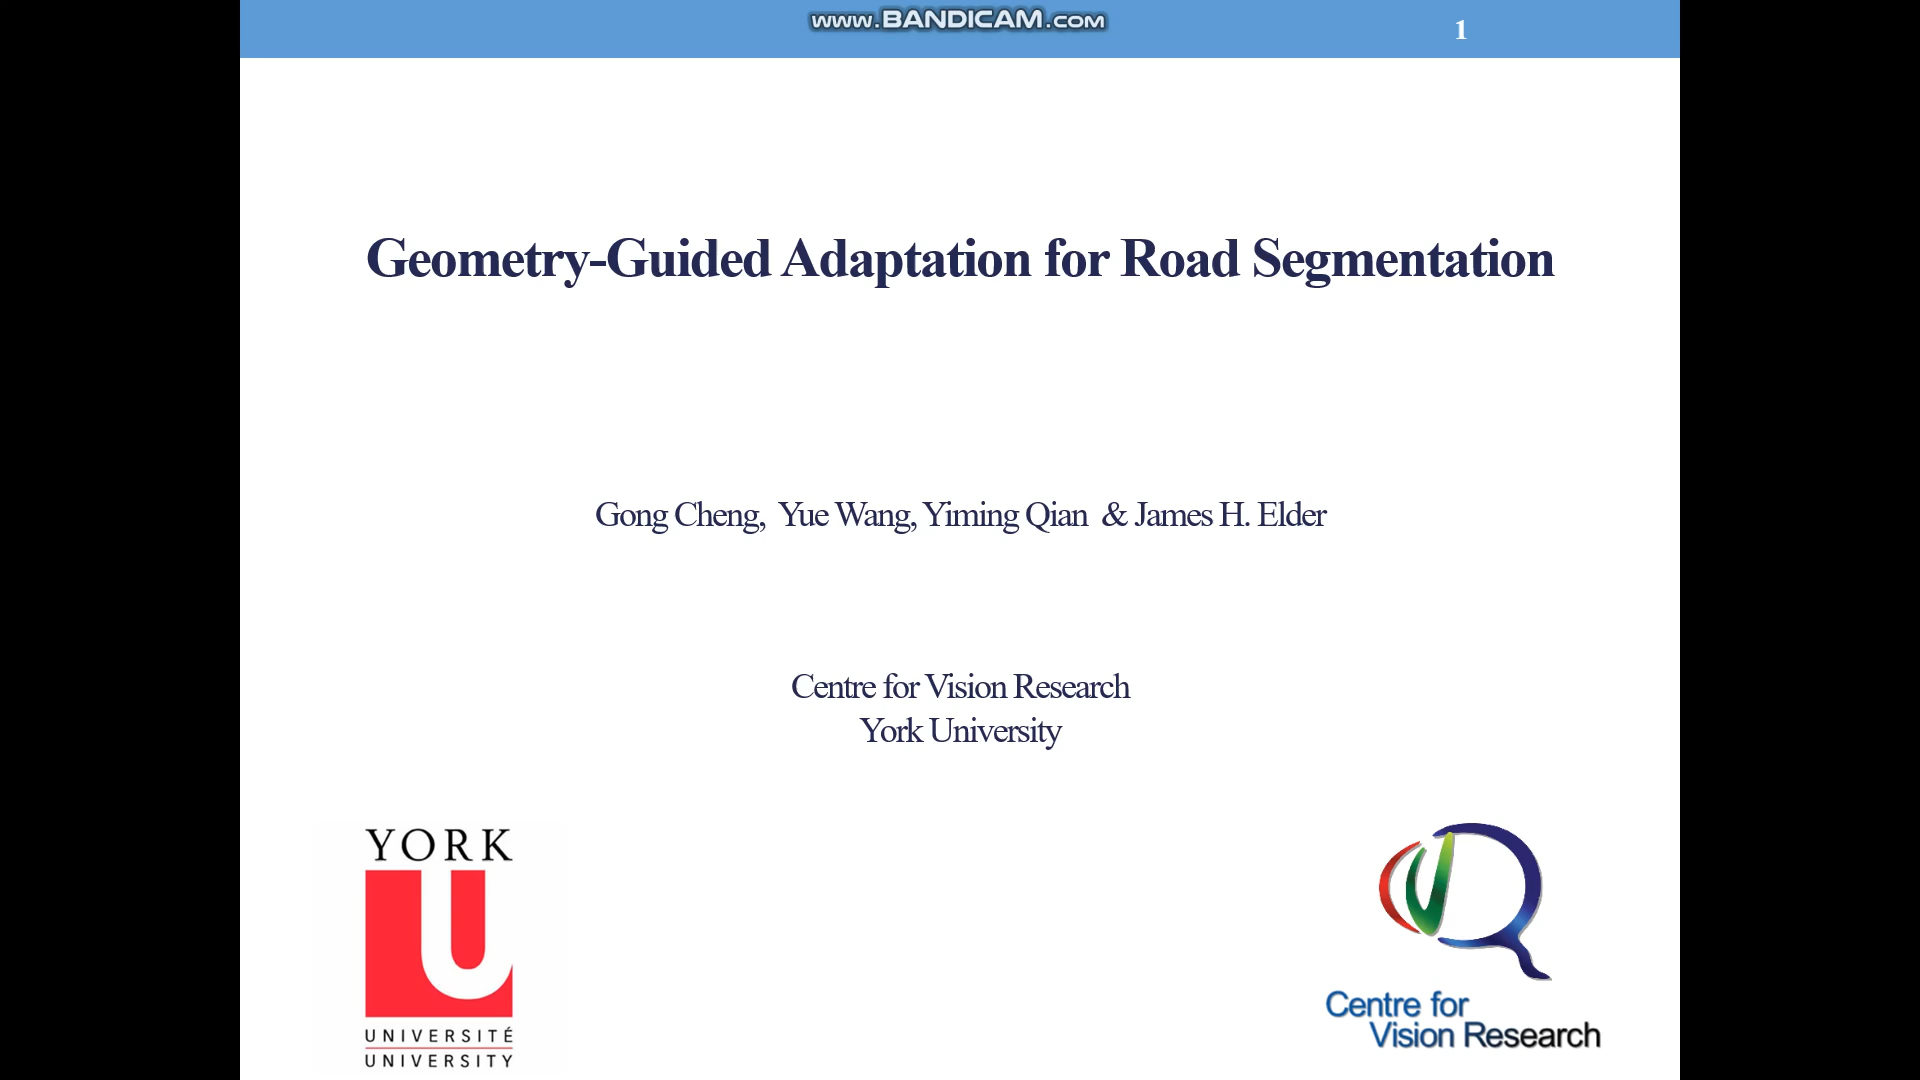 www.BANDICAM.com
1
Geometry-Guided Adaptation for Road Segmentation
Gong Cheng, Yue Wang, Yiming Qian & James H. Elder
Centre for Vision Research
York University
YORK
U
UNIVERSITÉ
UNIVERSITY
CVR
Centre for
Vision Research